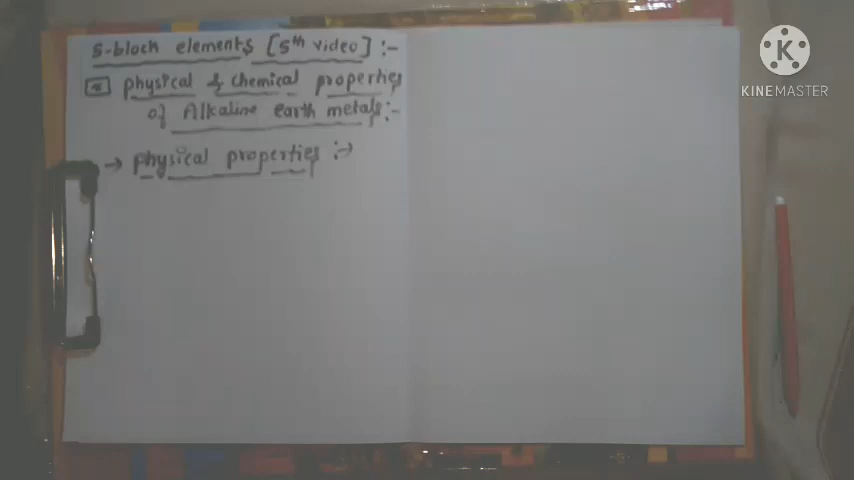 S-block elements [5th video] :-
physical & chemical properties
of Alkaline earth metals:-
→ physical properties :→
K
KINEMASTER